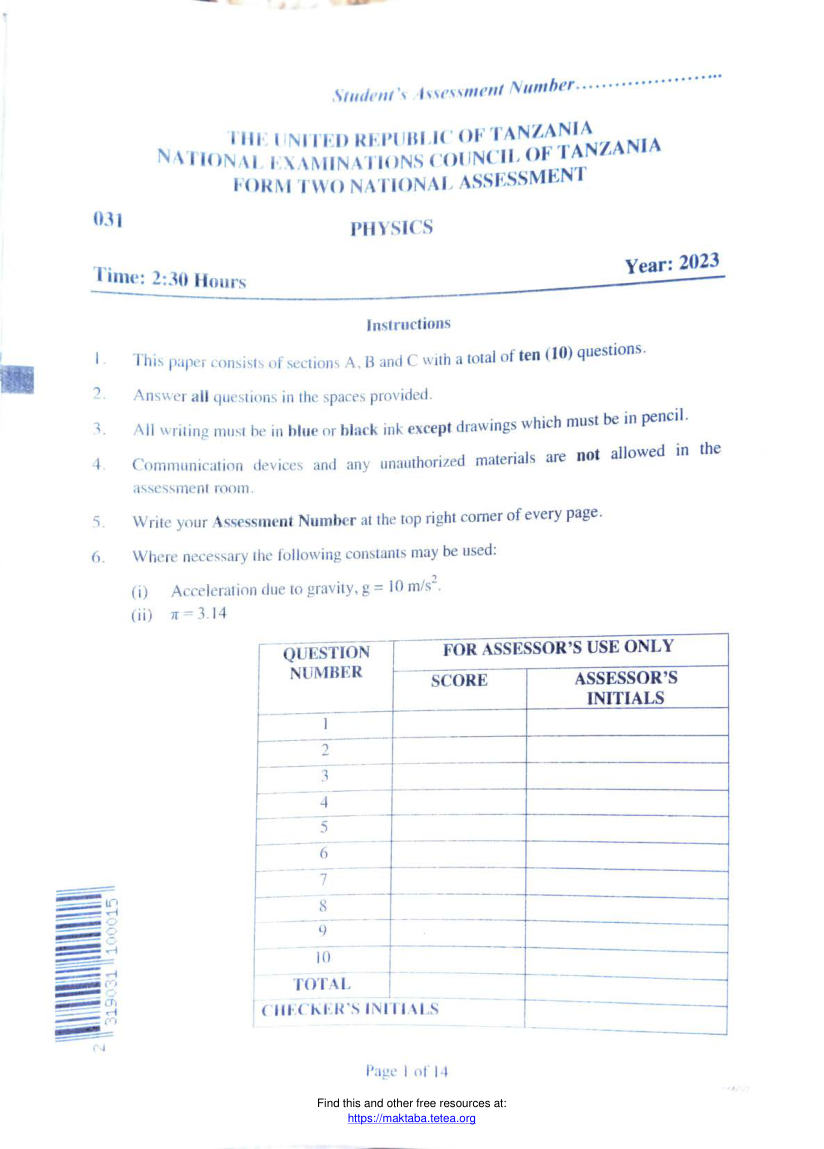 Student's Assessment Number........................
THE UNITED REPUBLIC OF TANZANIA
NATIONAL EXAMINATIONS COUNCIL OF TANZANIA
FORM TWO NATIONAL ASSESSMENT
031
PHYSICS
Time: 2:30 Hours
Year: 2023
Instructions
1. This paper consists of sections A, B and C with a total of ten (10) questions.
2. Answer all questions in the spaces provided.
3. All writing must be in blue or black ink except drawings which must be in pencil.
4. Communication devices and any unauthorized materials are not allowed in the
assessment room.
5. Write your Assessment Number at the top right corner of every page.
6. Where necessary the following constants may be used:
(i) Acceleration due to gravity, g = 10 m/s².
(ii) π = 3.14
QUESTION NUMBER
FOR ASSESSOR'S USE ONLY
SCORE
ASSESSOR'S INITIALS
1
2
3
4
5
6
7
8
9
10
TOTAL
CHECKER'S INITIALS
2 319031 100015
Page 1 of 14
Find this and other free resources at:
https://maktaba.tetea.org